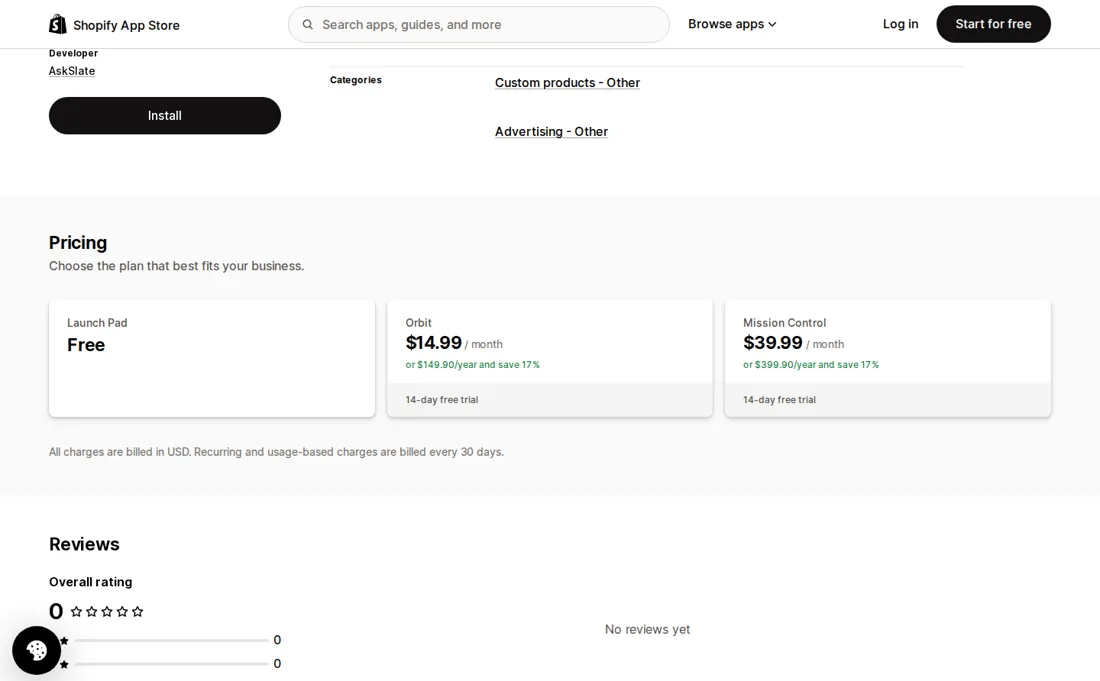 Shopify App Store
Search apps, guides, and more
Browse apps
Log in
Start for free
Developer
AskSlate
Install
Categories
Custom products - Other
Advertising - Other
Pricing
Choose the plan that best fits your business.
Launch Pad
Free
Orbit
$14.99 / month
or $149.90/year and save 17%
14-day free trial
Mission Control
$39.99 / month
or $399.90/year and save 17%
14-day free trial
All charges are billed in USD. Recurring and usage-based charges are billed every 30 days.
Reviews
Overall rating
0
0
0
No reviews yet